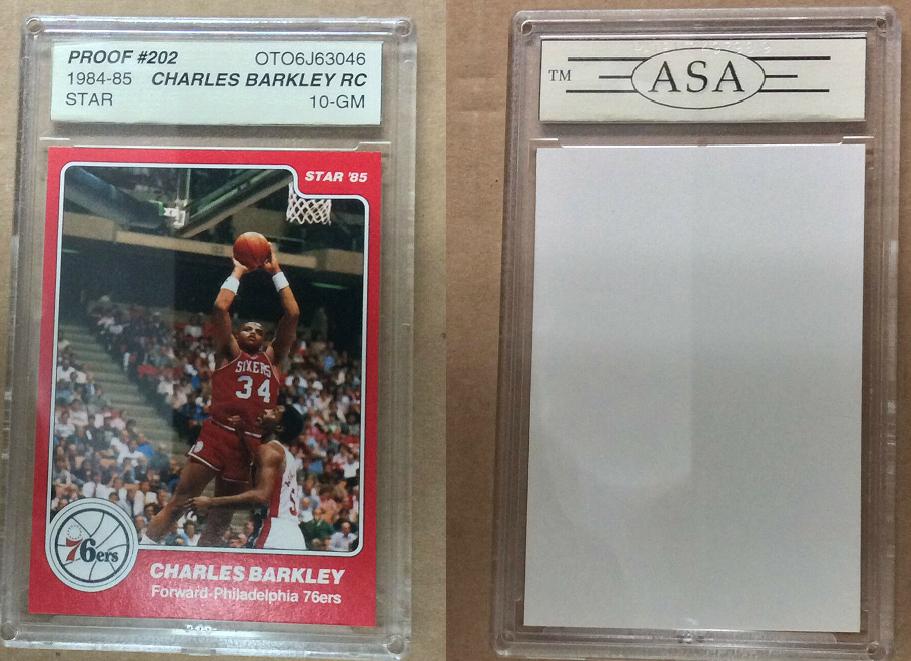 PROOF #202 OTO6J63046
1984-85 CHARLES BARKLEY RC
STAR 10-GM
STAR '85
SIXERS
34
76ers
CHARLES BARKLEY
Forward-Philadelphia 76ers
TM ASA